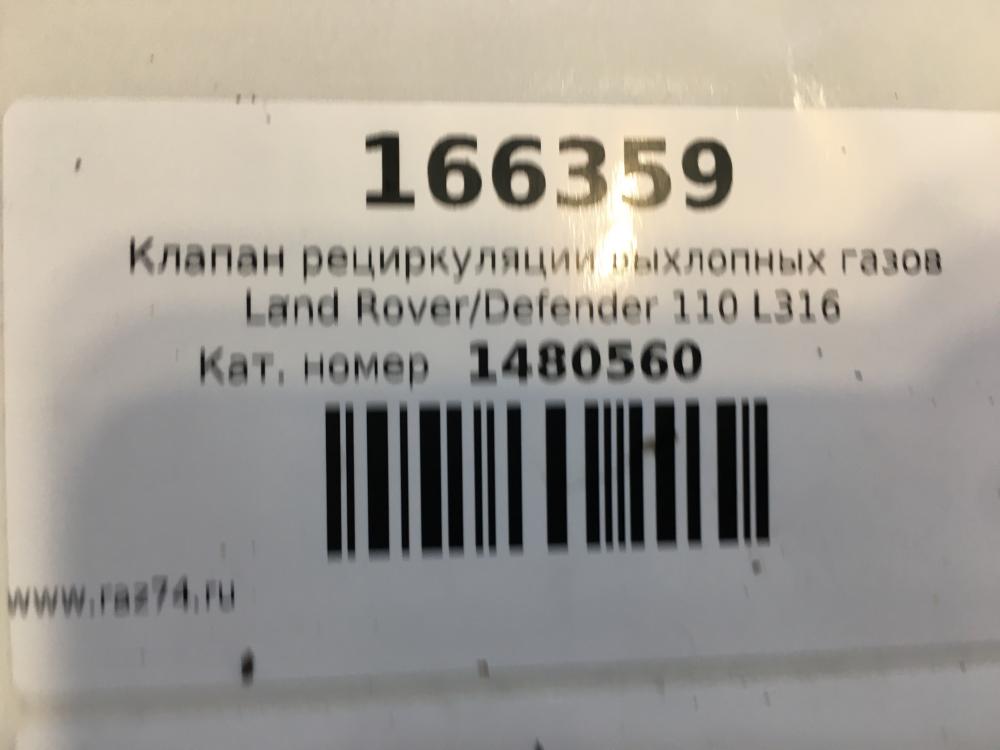 166359
Клапан рециркуляции выхлопных газов
Land Rover/Defender 110 L316
Кат. номер 1480560
www.raz74.ru